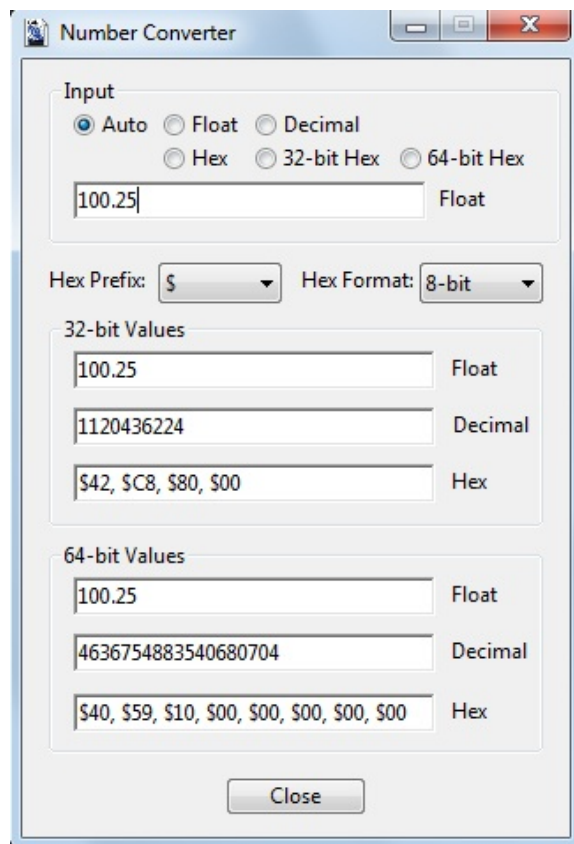 Number Converter
Input
Auto Float Decimal
Hex 32-bit Hex 64-bit Hex
100.25 Float
Hex Prefix: $ Hex Format: 8-bit
32-bit Values
100.25 Float
1120436224 Decimal
$42, $C8, $80, $00 Hex
64-bit Values
100.25 Float
4636754883540680704 Decimal
$40, $59, $10, $00, $00, $00, $00, $00 Hex
Close